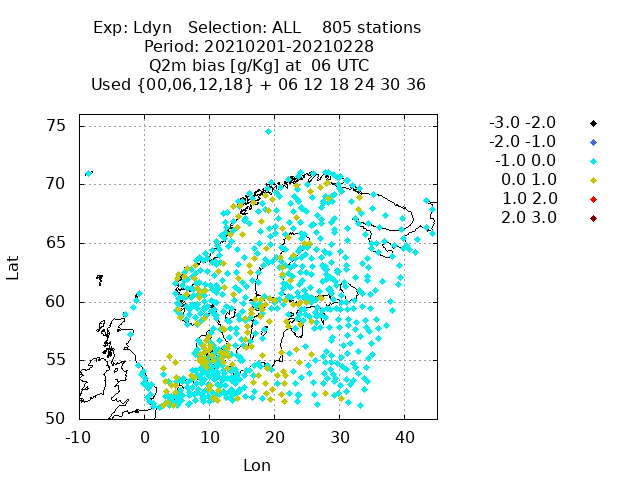 Exp: Ldyn   Selection: ALL    805 stations
Period: 20210201-20210228
Q2m bias [g/Kg] at  06 UTC
Used {00,06,12,18} + 06 12 18 24 30 36
-3.0 -2.0
-2.0 -1.0
-1.0 0.0
0.0 1.0
1.0 2.0
2.0 3.0
75
70
65
60
55
50
Lat
-10 0 10 20 30 40
Lon